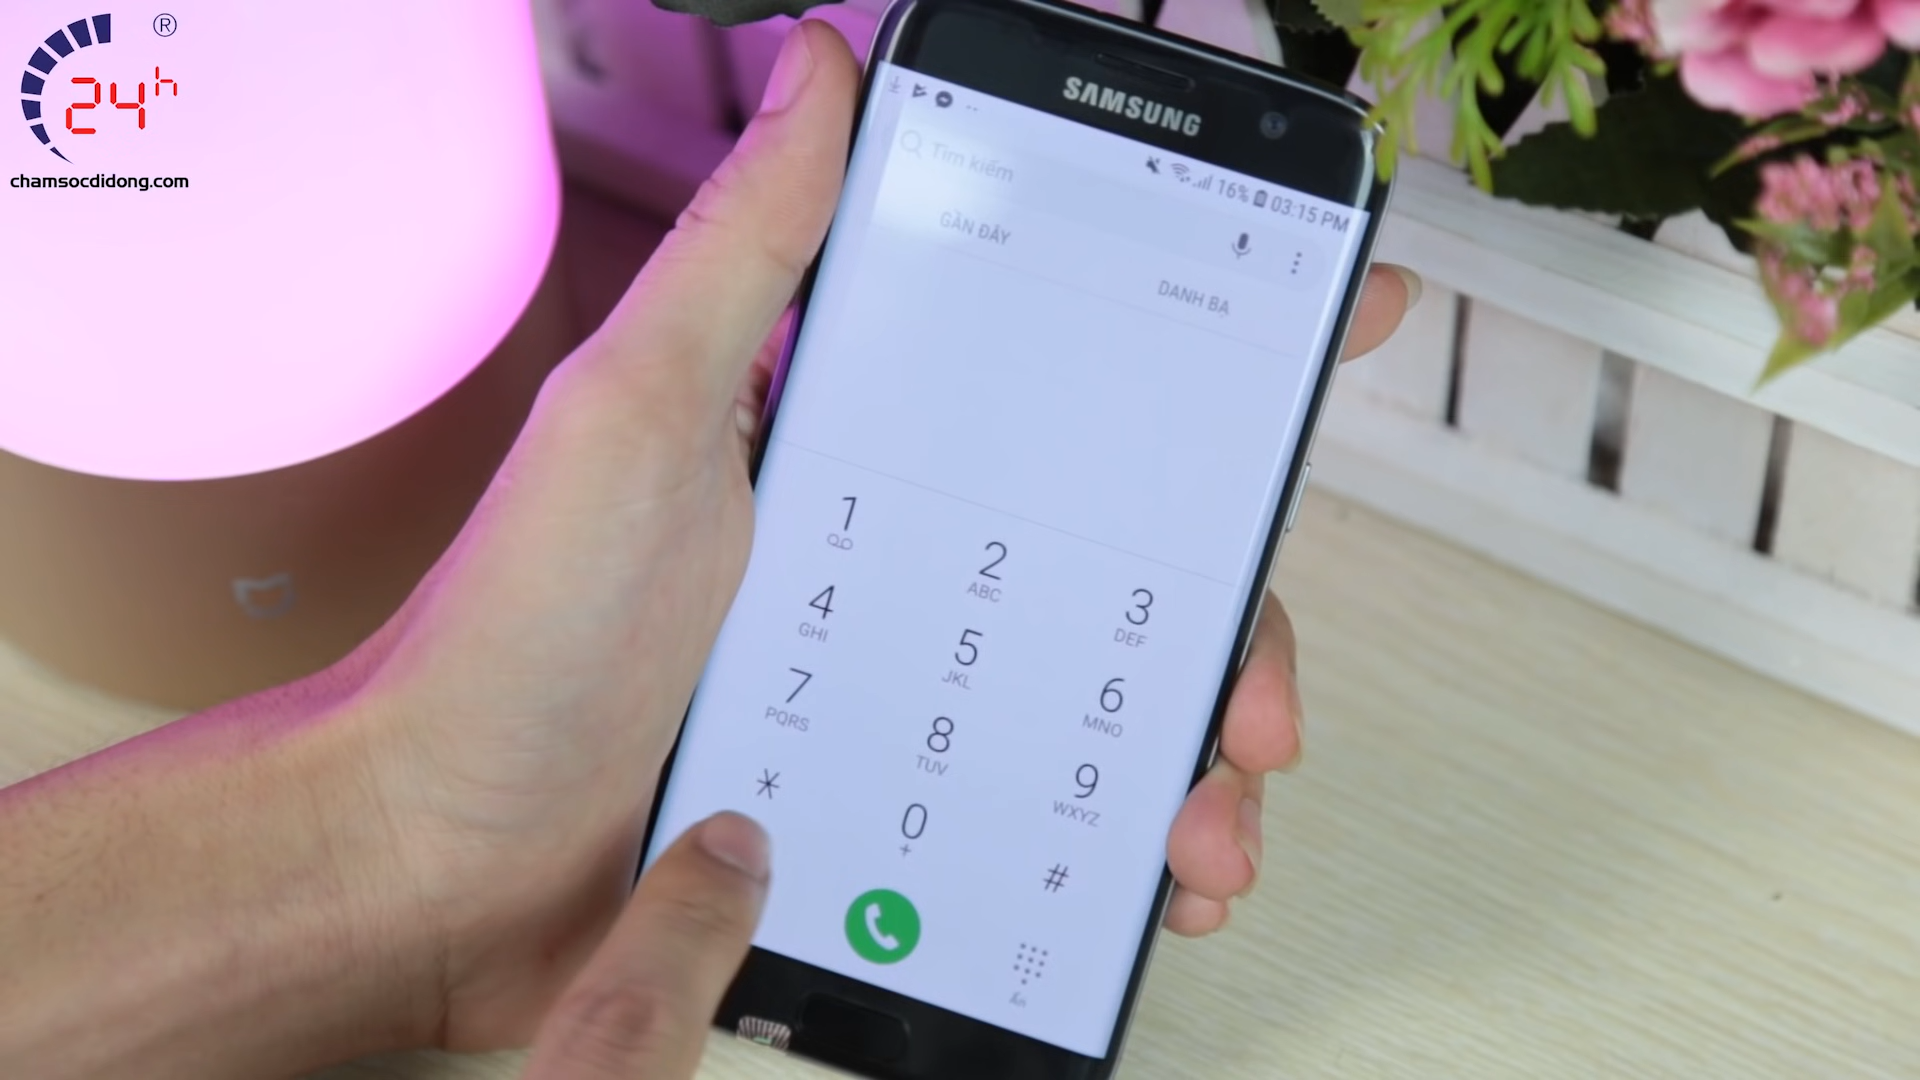 ®
24h
chamsocdidong.com
SAMSUNG
16% 03:15 PM
Tìm kiếm
GẦN ĐÂY
DANH BẠ
1
2
ABC
3
DEF
4
GHI
5
JKL
6
MNO
7
PQRS
8
TUV
9
WXYZ
*
0
+
#
Ẩn